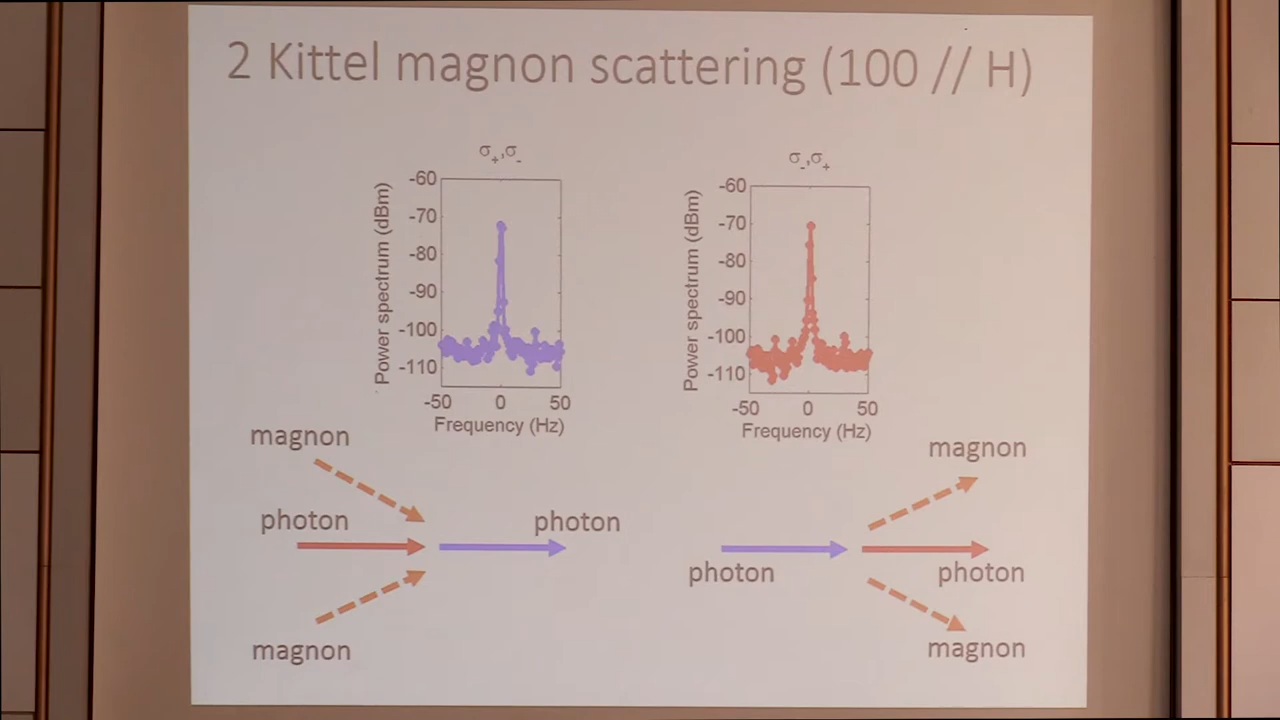 2 Kittel magnon scattering (100 // H)
σ₊,σ₋
Power spectrum (dBm)
-60
-70
-80
-90
-100
-110
-50 0 50
Frequency (Hz)
σ₋,σ₊
Power spectrum (dBm)
-60
-70
-80
-90
-100
-110
-50 0 50
Frequency (Hz)
magnon
photon
photon
magnon
magnon
photon
photon
magnon